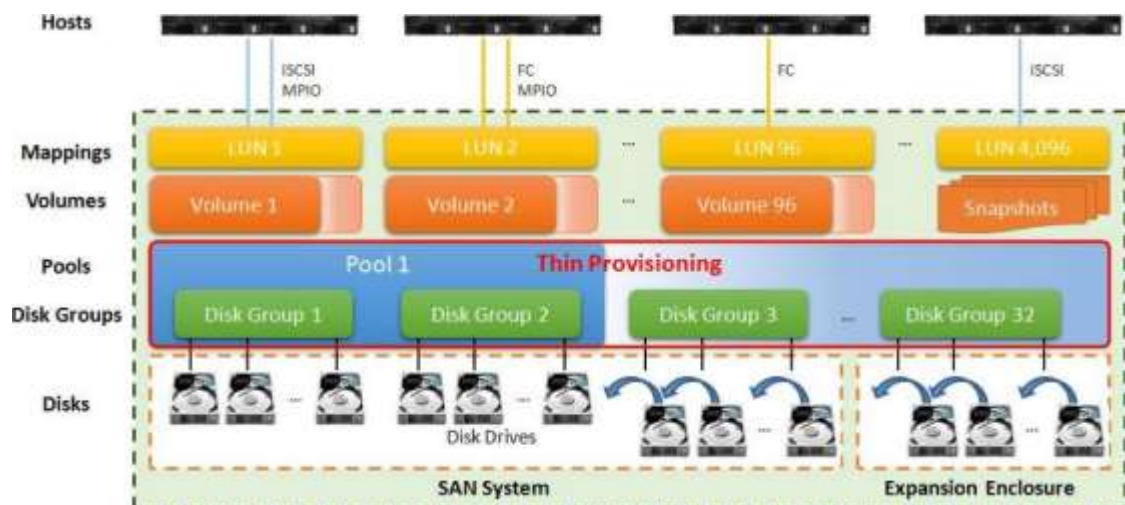 Hosts
iSCSI
MPIO
FC
MPIO
FC
iSCSI
Mappings
LUN 1
LUN 2
...
LUN 96
...
LUN 4,096
Volumes
Volume 1
Volume 2
...
Volume 96
Snapshots
Pools
Pool 1
Thin Provisioning
Disk Groups
Disk Group 1
Disk Group 2
Disk Group 3
...
Disk Group 32
Disks
...
...
...
...
Disk Drives
SAN System
Expansion Enclosure